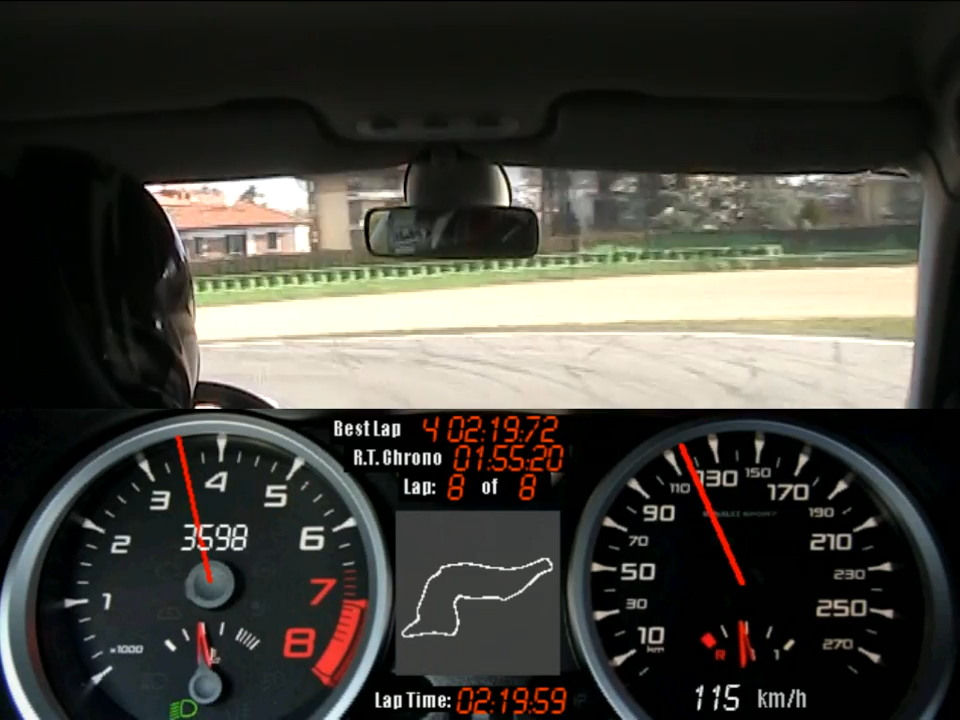 Best Lap 4 02:19:72
R.T. Chrono 01:55:20
Lap: 8 of 8
1 2 3 4 5 6 7 8
x1000
3598
10 30 50 70 90 110 130 150 170 190 210 230 250 270
km
R 1
115 km/h
Lap Time: 02:19:59